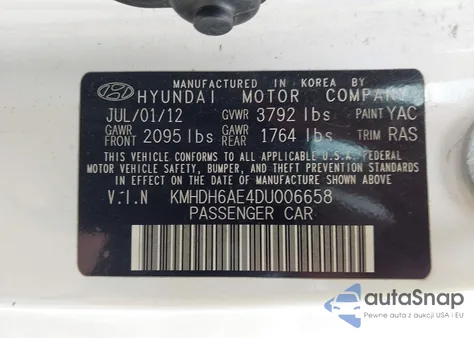 MANUFACTURED IN KOREA BY
HYUNDAI MOTOR COMPANY
JUL/01/12 GVWR 3792 lbs PAINT YAC
GAWR FRONT 2095 lbs GAWR REAR 1764 lbs TRIM RAS
THIS VEHICLE CONFORMS TO ALL APPLICABLE U.S.A FEDERAL
MOTOR VEHICLE SAFETY, BUMPER, AND THEFT PREVENTION STANDARDS
IN EFFECT ON THE DATE OF MANUFACTURE SHOWN ABOVE
V.I.N KMHDH6AE4DU006658
PASSENGER CAR
autaSnap
Pewne auta z aukcji USA i EU